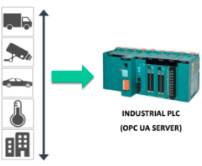 INDUSTRIAL PLC
(OPC UA SERVER)